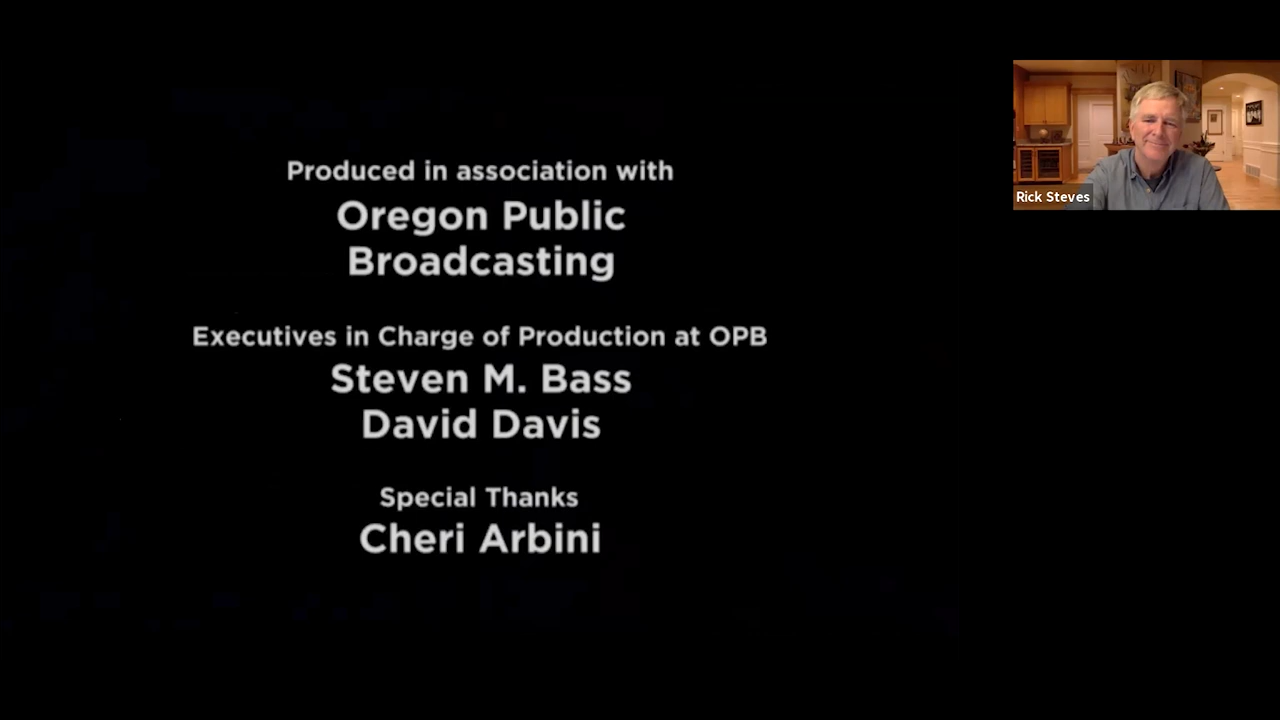 Produced in association with
Oregon Public
Broadcasting
Executives in Charge of Production at OPB
Steven M. Bass
David Davis
Special Thanks
Cheri Arbini
Rick Steves